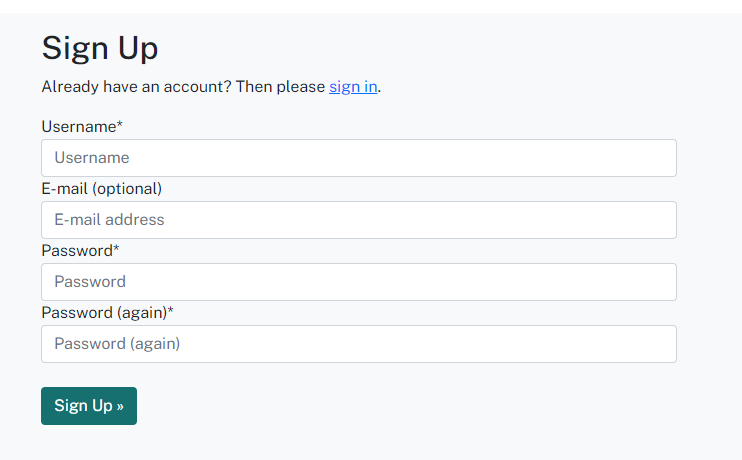 Sign Up
Already have an account? Then please sign in.
Username*
Username
E-mail (optional)
E-mail address
Password*
Password
Password (again)*
Password (again)
Sign Up »